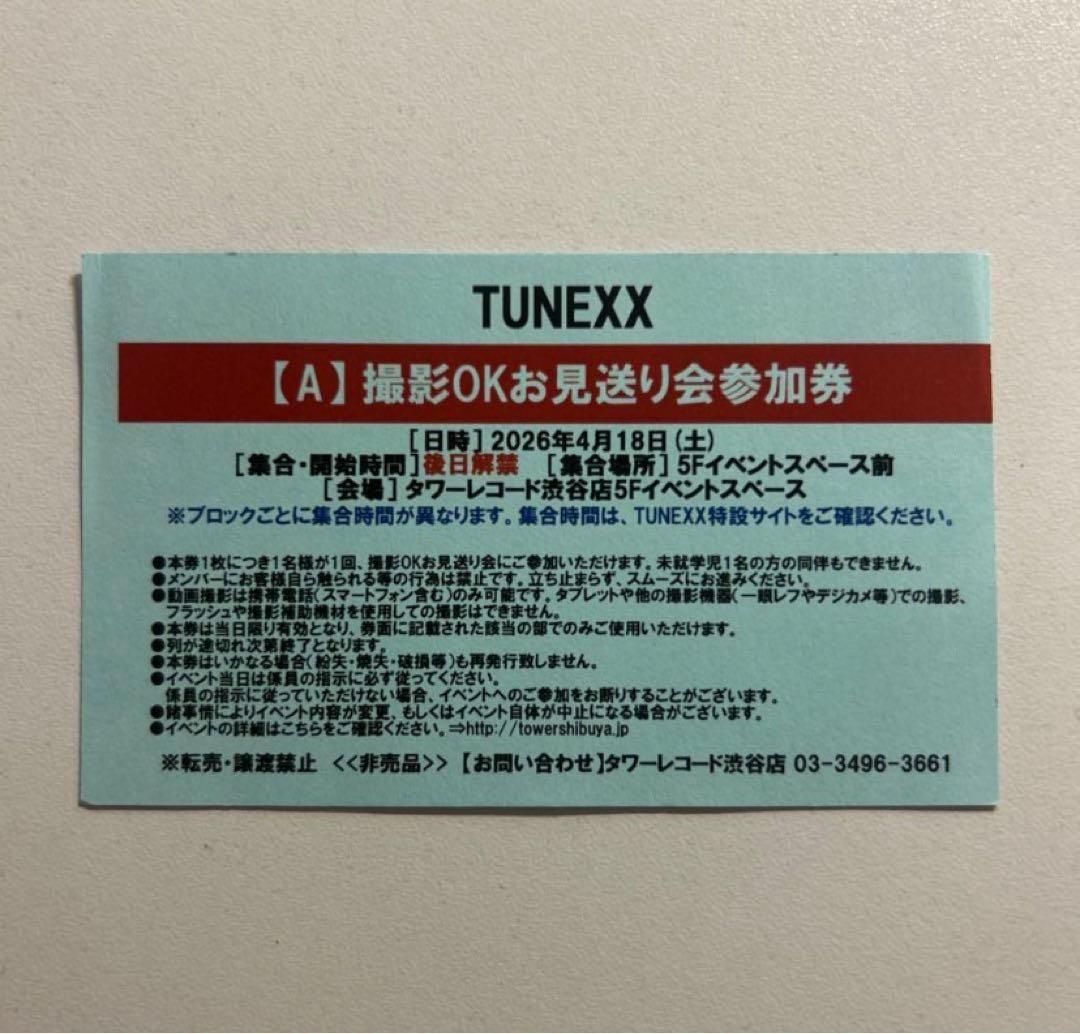 TUNEXX
【A】撮影OKお見送り会参加券
[日時] 2026年4月18日(土)
[集合・開始時間]後日解禁　[集合場所] 5Fイベントスペース前
[会場] タワーレコード渋谷店5Fイベントスペース
※ブロックごとに集合時間が異なります。集合時間は、TUNEXX特設サイトをご確認ください。
●本券1枚につき1名様が1回、撮影OKお見送り会にご参加いただけます。未就学児1名の方の同伴もできません。
●メンバーにお客様自ら触られる等の行為は禁止です。立ち止まらず、スムーズにお進みください。
●動画撮影は携帯電話(スマートフォン含む)のみ可能です。タブレットや他の撮影機器(一眼レフやデジカメ等)での撮影、
フラッシュや撮影補助機材を使用しての撮影はできません。
●本券は当日限り有効となり、券面に記載された該当の部でのみご使用いただけます。
●列が途切れ次第終了となります。
●本券はいかなる場合(紛失・焼失・破損等)も再発行致しません。
●イベント当日は係員の指示に必ず従ってください。
係員の指示に従っていただけない場合、イベントへのご参加をお断りすることがございます。
●諸事情によりイベント内容が変更、もしくはイベント自体が中止になる場合がございます。
●イベントの詳細はこちらをご確認ください。⇒http://towershibuya.jp
※転売・譲渡禁止 <<非売品>> 【お問い合わせ】タワーレコード渋谷店 03-3496-3661